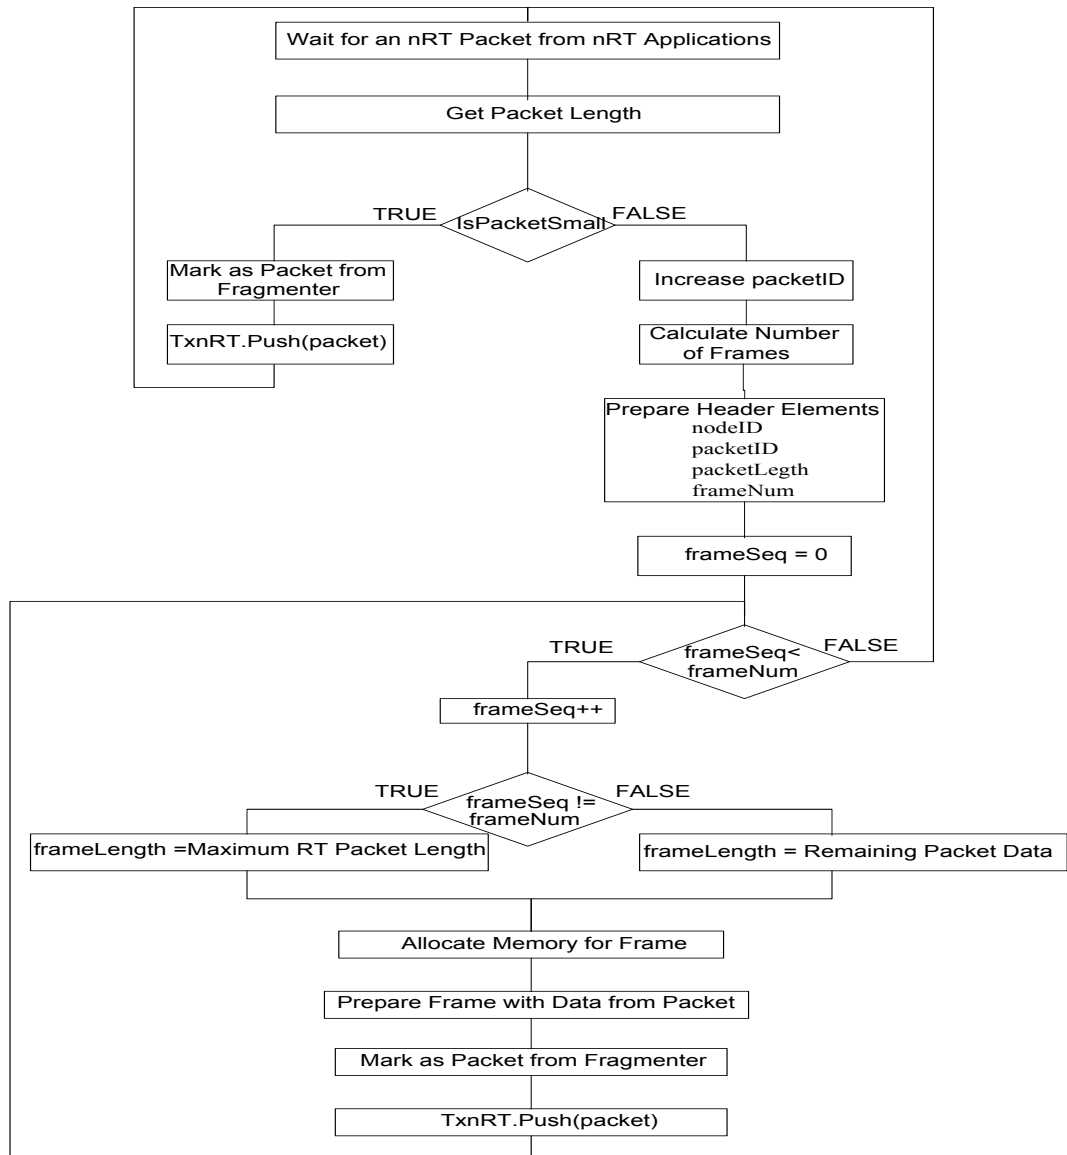 Wait for an nRT Packet from nRT Applications
Get Packet Length
TRUE
IsPacketSmall
FALSE
Mark as Packet from
Fragmenter
TxnRT.Push(packet)
Increase packetID
Calculate Number
of Frames
Prepare Header Elements
nodeID
packetID
packetLegth
frameNum
frameSeq = 0
TRUE
frameSeq<
frameNum
FALSE
frameSeq++
TRUE
frameSeq !=
frameNum
FALSE
frameLength =Maximum RT Packet Length
frameLength = Remaining Packet Data
Allocate Memory for Frame
Prepare Frame with Data from Packet
Mark as Packet from Fragmenter
TxnRT.Push(packet)